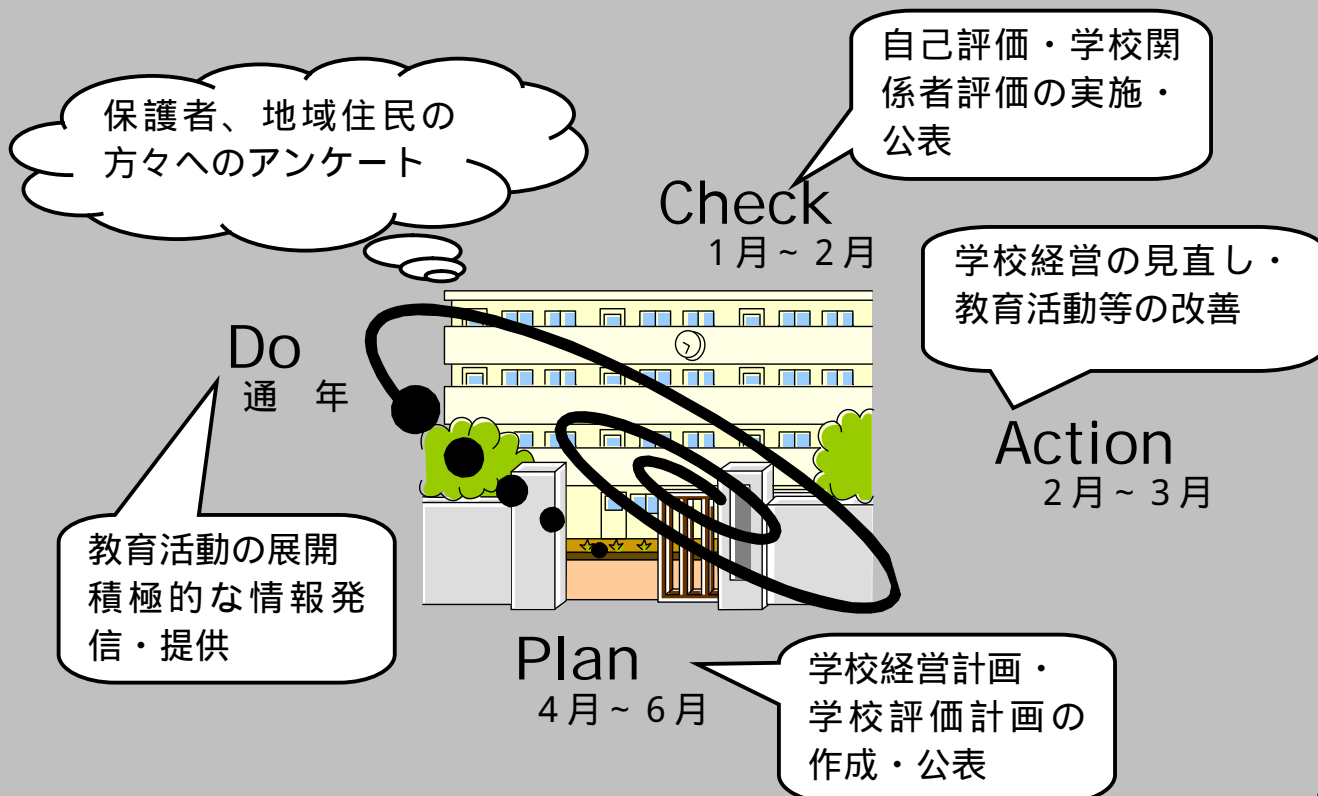 保護者、地域住民の
方々へのアンケート
自己評価・学校関
係者評価の実施・
公表
Check
1月~2月
学校経営の見直し・
教育活動等の改善
Do
通　年
Action
2月~3月
教育活動の展開
積極的な情報発
信・提供
Plan
4月~6月
学校経営計画・
学校評価計画の
作成・公表